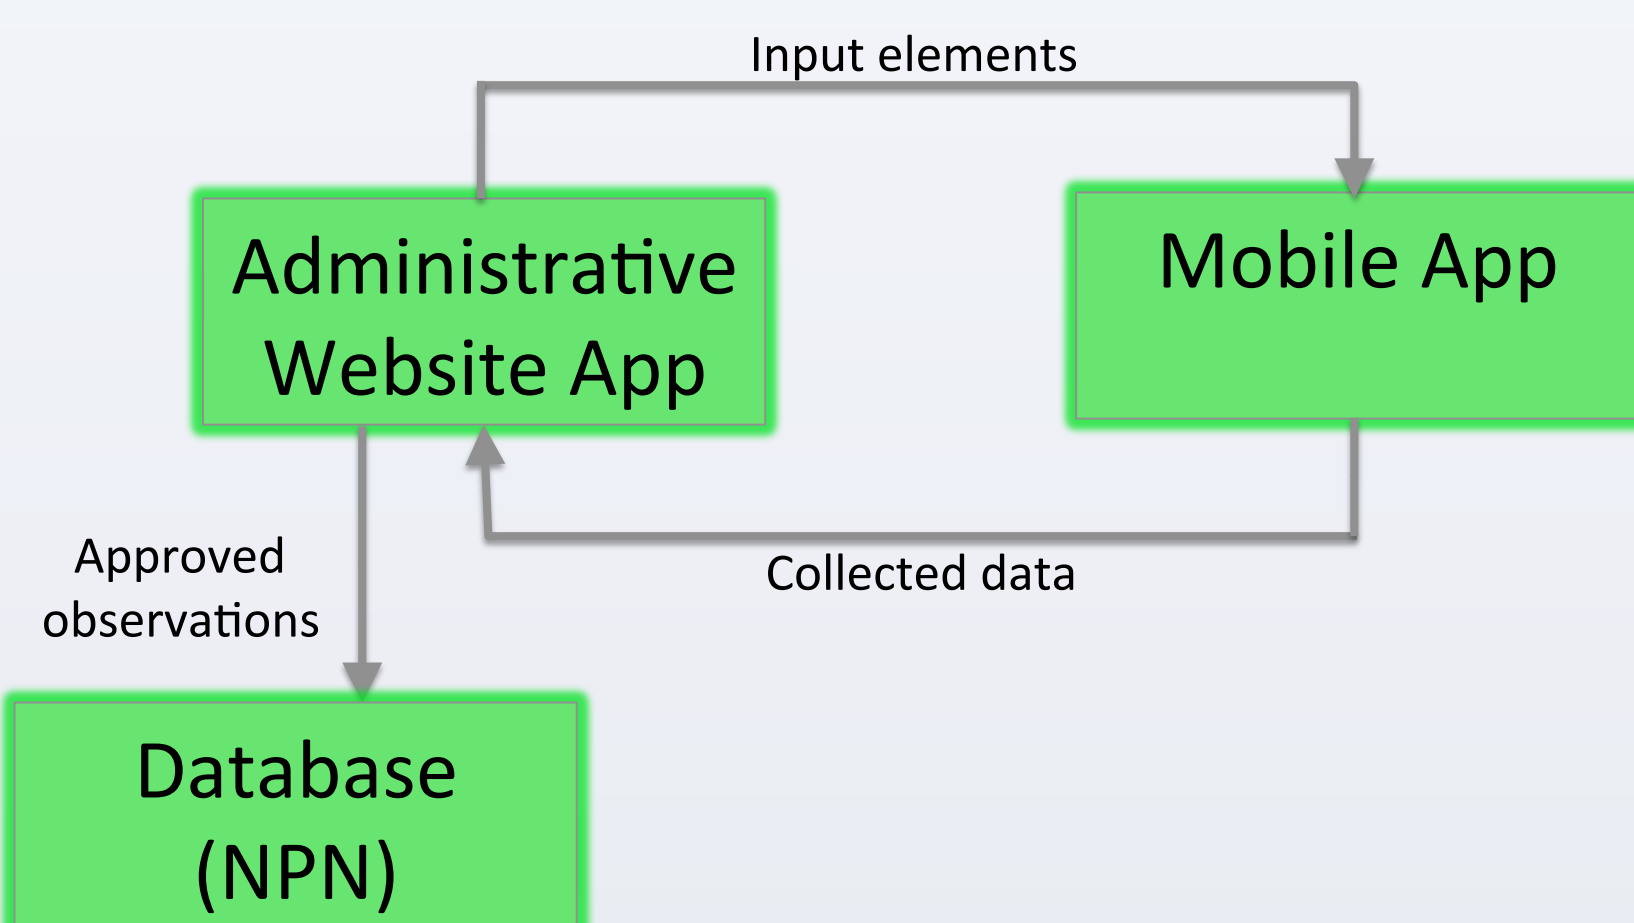 Input elements
Administrative
Website App
Mobile App
Approved
observations
Collected data
Database
(NPN)